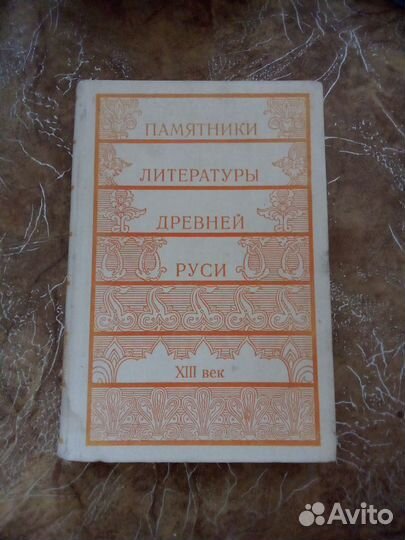 ПАМЯТНИКИ
ЛИТЕРАТУРЫ
ДРЕВНЕЙ
РУСИ
XIII век
Avito